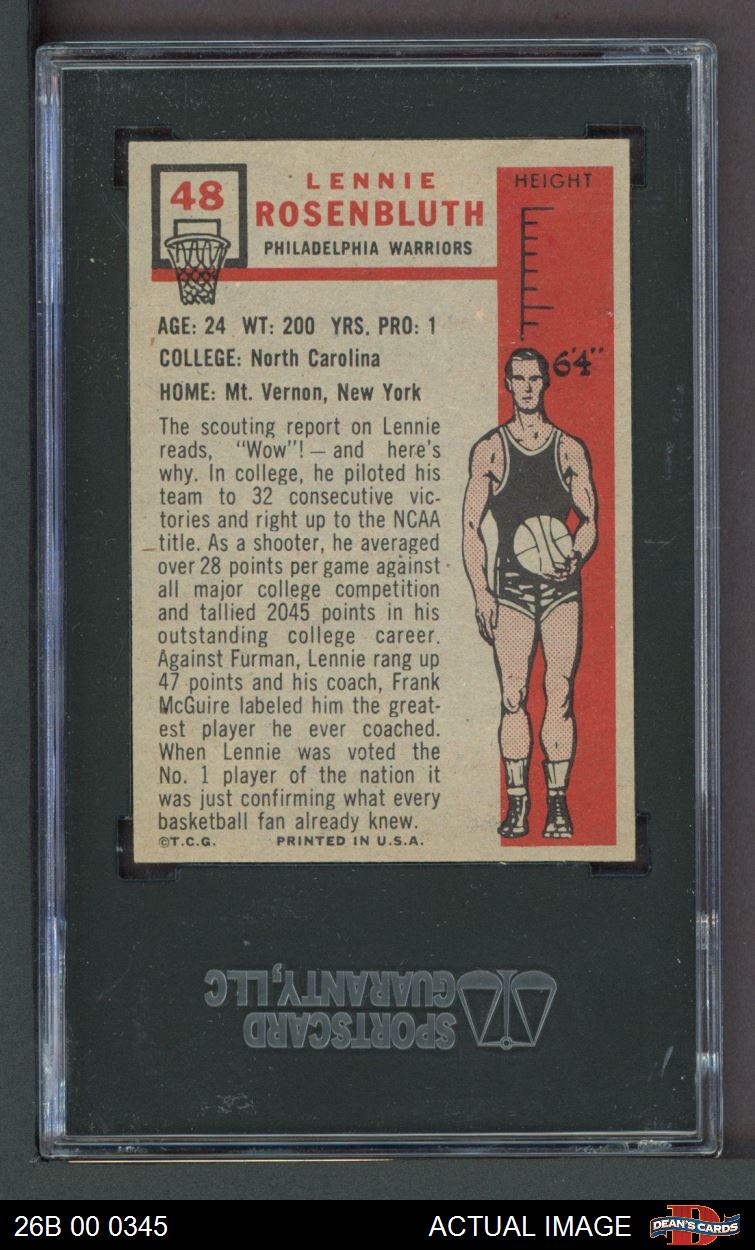 48
LENNIE
ROSENBLUTH
PHILADELPHIA WARRIORS
HEIGHT
6'4"
AGE: 24 WT: 200 YRS. PRO: 1
COLLEGE: North Carolina
HOME: Mt. Vernon, New York
The scouting report on Lennie
reads, "Wow"! — and here's
why. In college, he piloted his
team to 32 consecutive vic-
tories and right up to the NCAA
title. As a shooter, he averaged
over 28 points per game against
all major college competition
and tallied 2045 points in his
outstanding college career.
Against Furman, Lennie rang up
47 points and his coach, Frank
McGuire labeled him the great-
est player he ever coached.
When Lennie was voted the
No. 1 player of the nation it
was just confirming what every
basketball fan already knew.
©T.C.G. PRINTED IN U.S.A.
SPORTSCARD
GUARANTY, LLC
26B 00 0345
ACTUAL IMAGE
D
DEAN'S CARDS